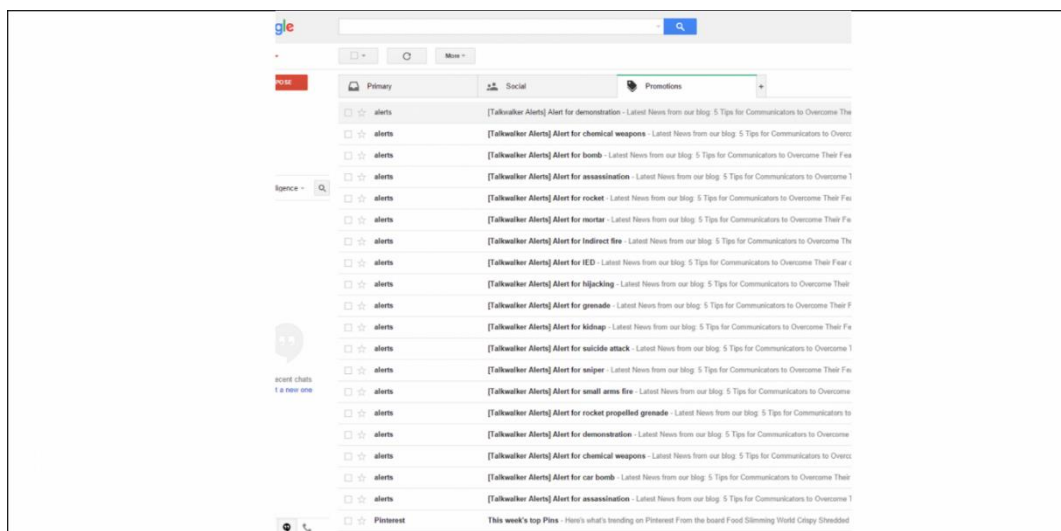 gle
More
POSE
Primary
Social
Promotions
+
alerts [Talkwalker Alerts] Alert for demonstration - Latest News from our blog: 5 Tips for Communicators to Overcome The
alerts [Talkwalker Alerts] Alert for chemical weapons - Latest News from our blog: 5 Tips for Communicators to Overc
alerts [Talkwalker Alerts] Alert for bomb - Latest News from our blog: 5 Tips for Communicators to Overcome Their Fea
alerts [Talkwalker Alerts] Alert for assassination - Latest News from our blog: 5 Tips for Communicators to Overcome T
ligence
alerts [Talkwalker Alerts] Alert for rocket - Latest News from our blog: 5 Tips for Communicators to Overcome Their Fea
alerts [Talkwalker Alerts] Alert for mortar - Latest News from our blog: 5 Tips for Communicators to Overcome Their Fe
alerts [Talkwalker Alerts] Alert for Indirect fire - Latest News from our blog: 5 Tips for Communicators to Overcome The
alerts [Talkwalker Alerts] Alert for IED - Latest News from our blog: 5 Tips for Communicators to Overcome Their Fear
alerts [Talkwalker Alerts] Alert for hijacking - Latest News from our blog: 5 Tips for Communicators to Overcome Their
alerts [Talkwalker Alerts] Alert for grenade - Latest News from our blog: 5 Tips for Communicators to Overcome Their F
alerts [Talkwalker Alerts] Alert for kidnap - Latest News from our blog: 5 Tips for Communicators to Overcome Their Fe
alerts [Talkwalker Alerts] Alert for suicide attack - Latest News from our blog: 5 Tips for Communicators to Overcome
alerts [Talkwalker Alerts] Alert for sniper - Latest News from our blog: 5 Tips for Communicators to Overcome Their Fea
ecent chats
t a new one
alerts [Talkwalker Alerts] Alert for small arms fire - Latest News from our blog: 5 Tips for Communicators to Overcome
alerts [Talkwalker Alerts] Alert for rocket propelled grenade - Latest News from our blog: 5 Tips for Communicators to
alerts [Talkwalker Alerts] Alert for demonstration - Latest News from our blog: 5 Tips for Communicators to Overcome
alerts [Talkwalker Alerts] Alert for chemical weapons - Latest News from our blog: 5 Tips for Communicators to Overc
alerts [Talkwalker Alerts] Alert for car bomb - Latest News from our blog: 5 Tips for Communicators to Overcome Their
alerts [Talkwalker Alerts] Alert for assassination - Latest News from our blog: 5 Tips for Communicators to Overcome T
Pinterest This week's top Pins - Here's what's trending on Pinterest From the board Food Slimming World Crispy Shredded